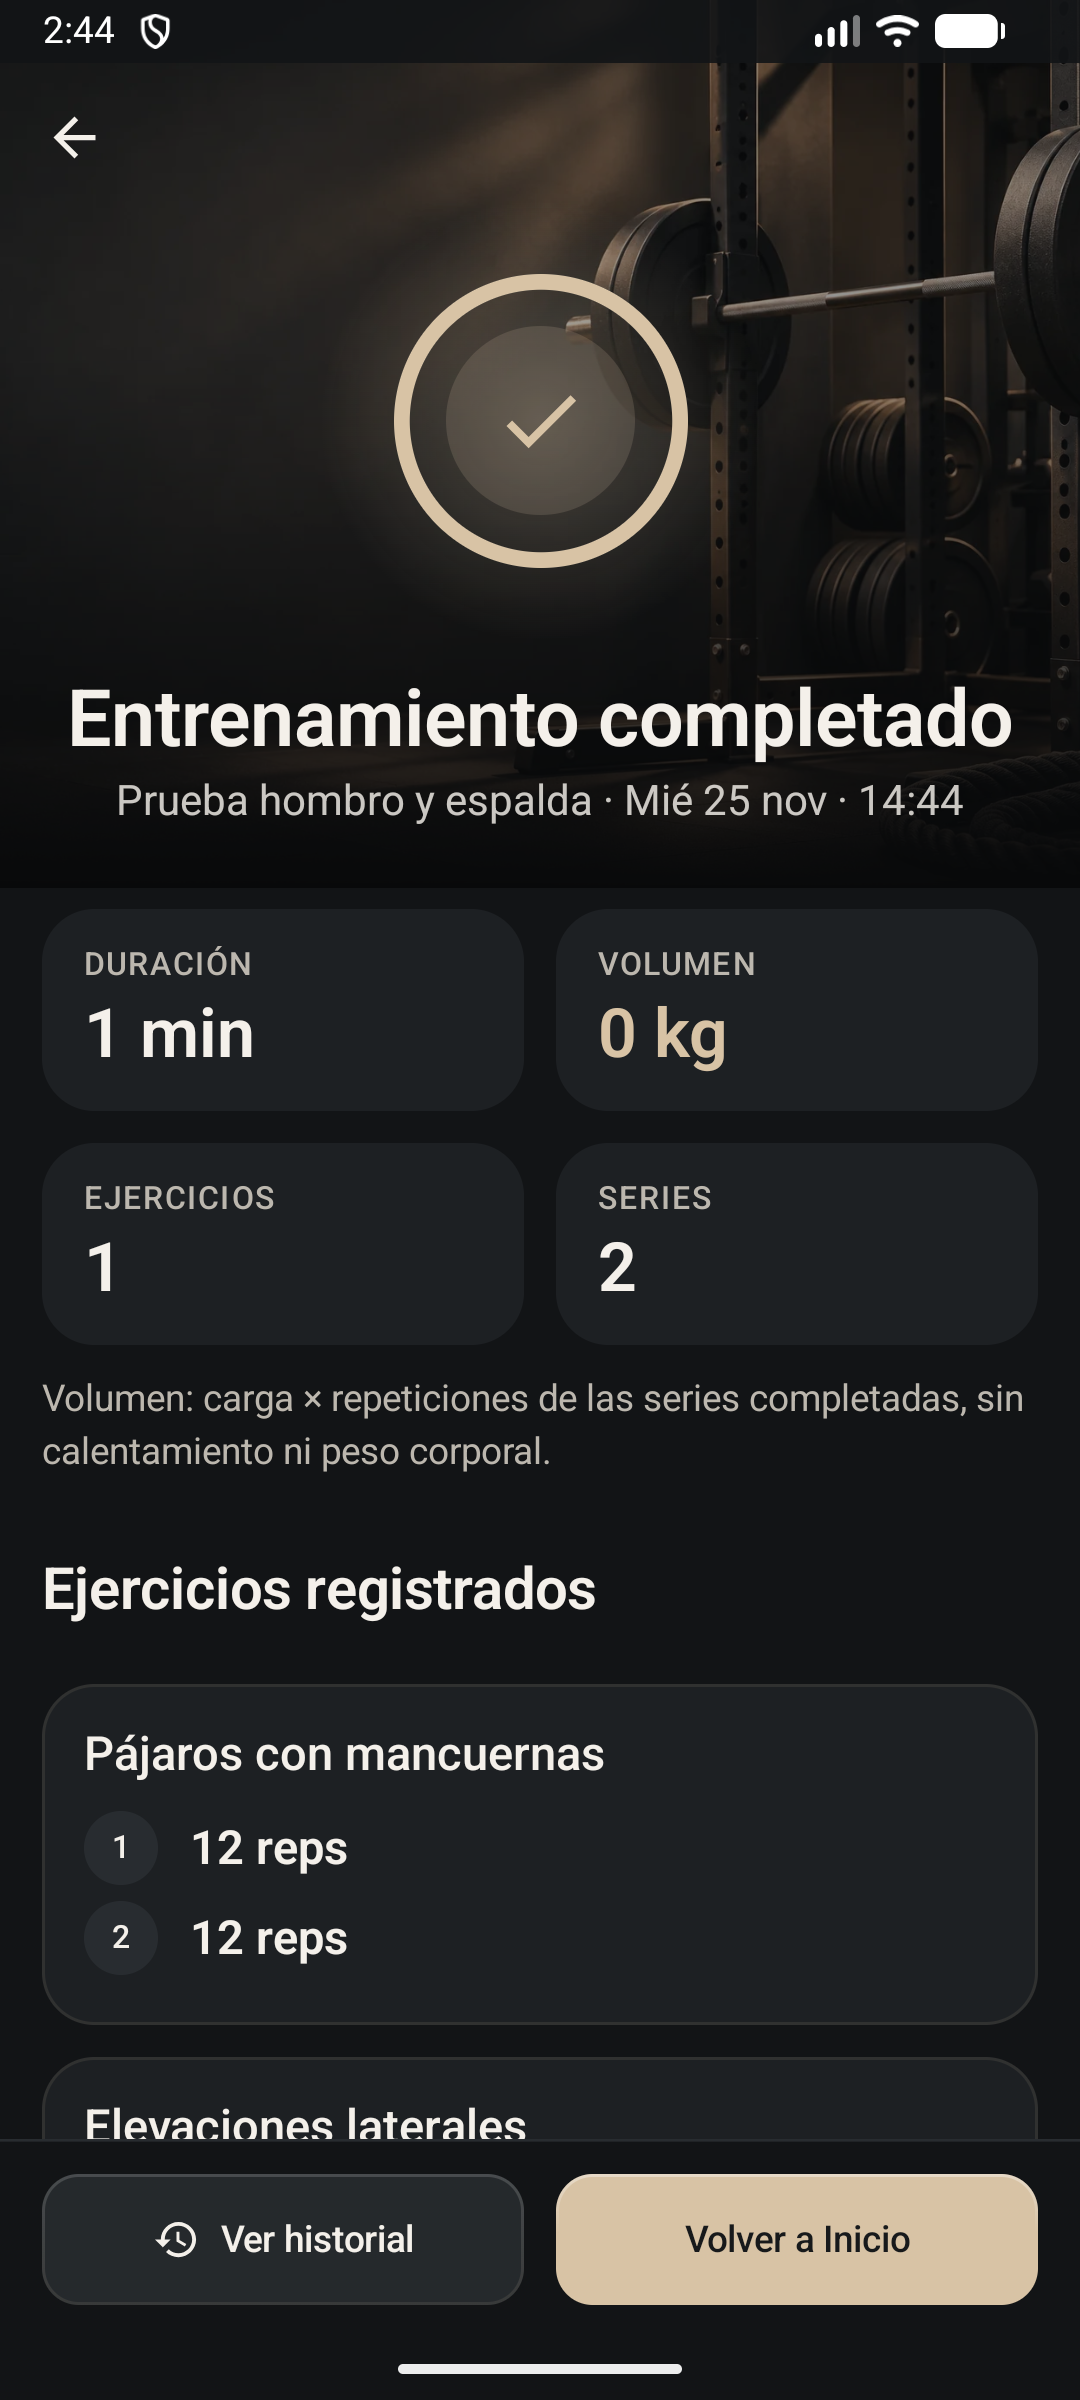 2:44
Entrenamiento completado
Prueba hombro y espalda · Mié 25 nov · 14:44
DURACIÓN
1 min
VOLUMEN
0 kg
EJERCICIOS
1
SERIES
2
Volumen: carga × repeticiones de las series completadas, sin
calentamiento ni peso corporal.
Ejercicios registrados
Pájaros con mancuernas
1 12 reps
2 12 reps
Elevaciones laterales
Ver historial
Volver a Inicio